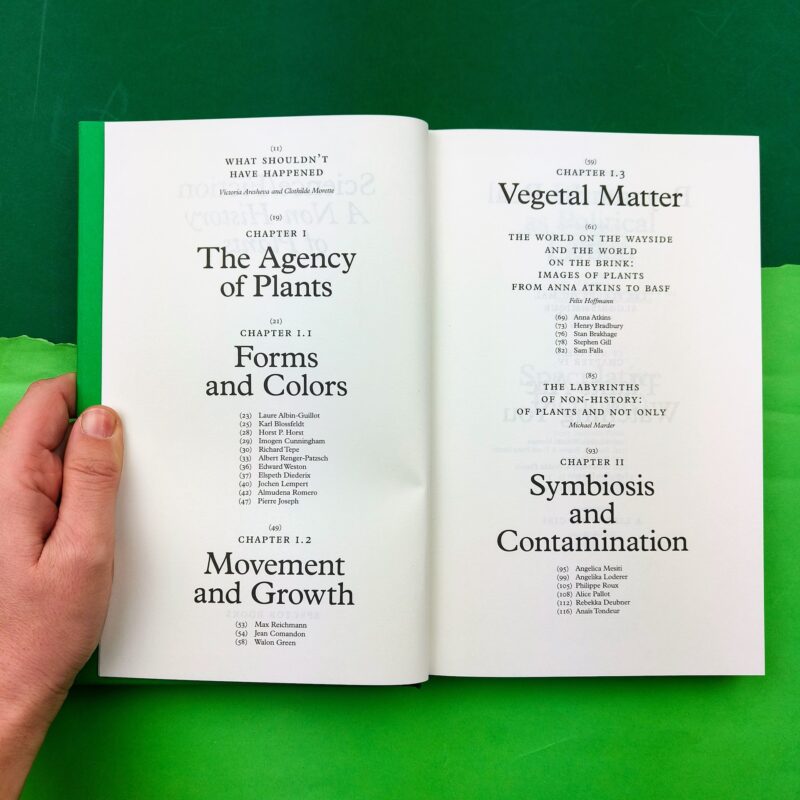 (11)
WHAT SHOULDN'T
HAVE HAPPENED
Victoria Aresheva and Clothilde Morette
(19)
CHAPTER I
The Agency
of Plants
(21)
CHAPTER I.I
Forms
and Colors
(23) Laure Albin-Guillot
(25) Karl Blossfeldt
(28) Horst P. Horst
(29) Imogen Cunningham
(30) Richard Tepe
(33) Albert Renger-Patzsch
(36) Edward Weston
(37) Elspeth Diederix
(40) Jochen Lempert
(42) Almudena Romero
(47) Pierre Joseph
(49)
CHAPTER I.2
Movement
and Growth
(53) Max Reichmann
(54) Jean Comandon
(58) Walon Green
(59)
CHAPTER I.3
Vegetal Matter
(61)
THE WORLD ON THE WAYSIDE
AND THE WORLD
ON THE BRINK:
IMAGES OF PLANTS
FROM ANNA ATKINS TO BASF
Felix Hoffmann
(69) Anna Atkins
(73) Henry Bradbury
(76) Stan Brakhage
(78) Stephen Gill
(82) Sam Falls
(85)
THE LABYRINTHS
OF NON-HISTORY:
OF PLANTS AND NOT ONLY
Michael Marder
(93)
CHAPTER II
Symbiosis
and
Contamination
(95) Angelica Mesiti
(99) Angelika Loderer
(105) Philippe Roux
(108) Alice Pallot
(112) Rebekka Deubner
(116) Anaïs Tondeur